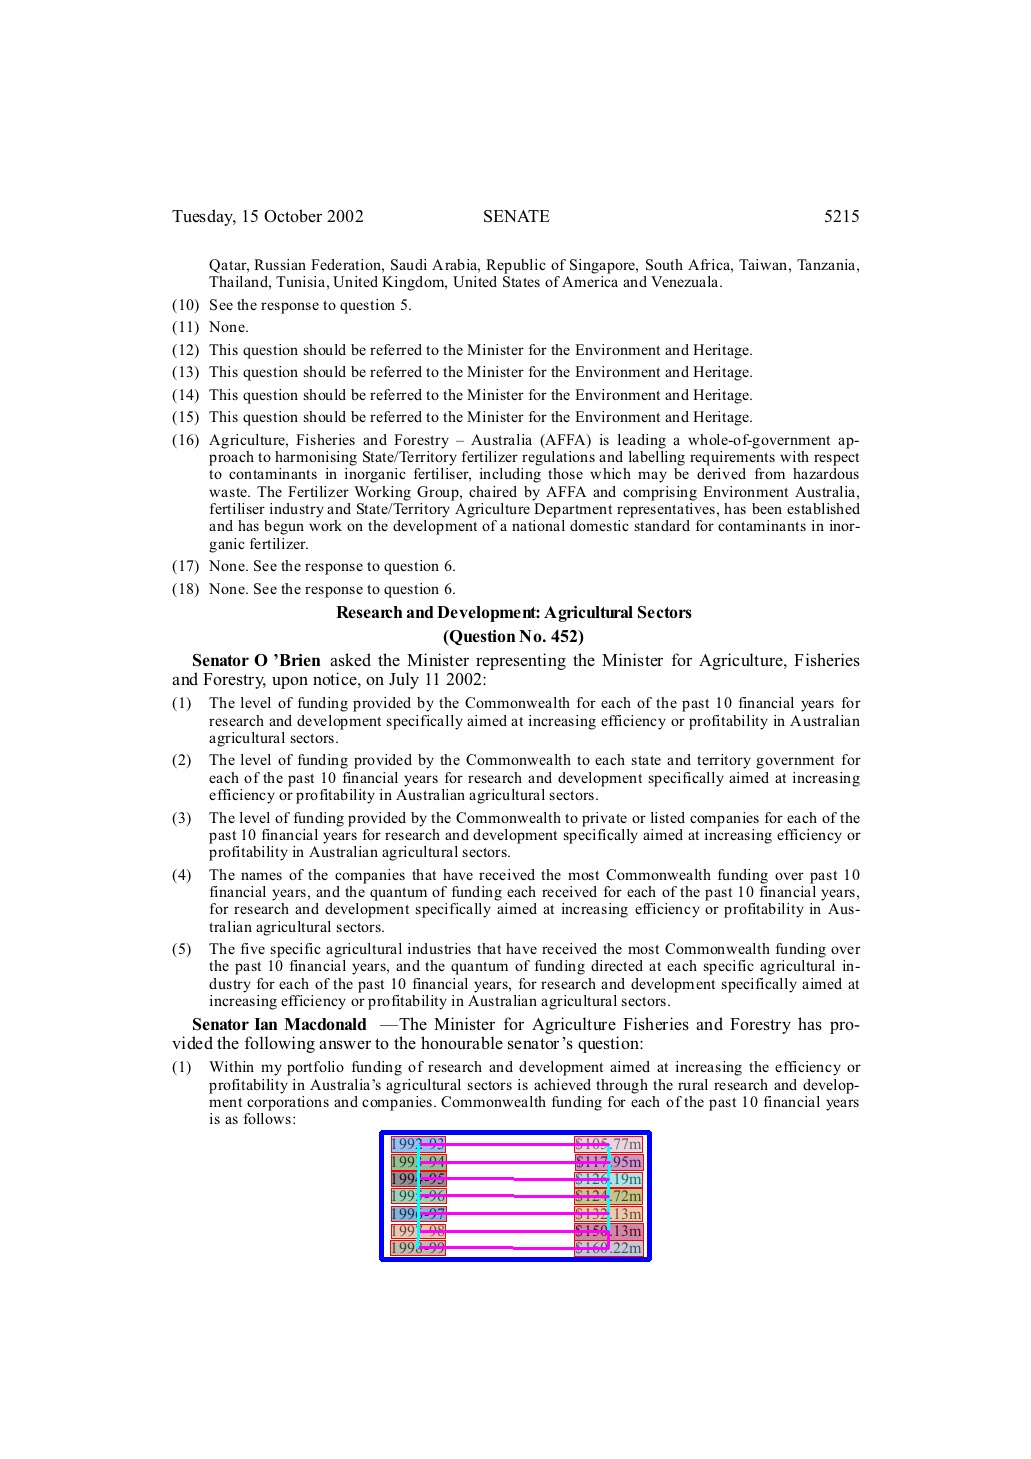 Tuesday, 15 October 2002 SENATE 5215
Qatar, Russian Federation, Saudi Arabia, Republic of Singapore, South Africa, Taiwan, Tanzania,
Thailand, Tunisia, United Kingdom, United States of America and Venezuala.
(10) See the response to question 5.
(11) None.
(12) This question should be referred to the Minister for the Environment and Heritage.
(13) This question should be referred to the Minister for the Environment and Heritage.
(14) This question should be referred to the Minister for the Environment and Heritage.
(15) This question should be referred to the Minister for the Environment and Heritage.
(16) Agriculture, Fisheries and Forestry – Australia (AFFA) is leading a whole-of-government ap-
proach to harmonising State/Territory fertilizer regulations and labelling requirements with respect
to contaminants in inorganic fertiliser, including those which may be derived from hazardous
waste. The Fertilizer Working Group, chaired by AFFA and comprising Environment Australia,
fertiliser industry and State/Territory Agriculture Department representatives, has been established
and has begun work on the development of a national domestic standard for contaminants in inor-
ganic fertilizer.
(17) None. See the response to question 6.
(18) None. See the response to question 6.
Research and Development: Agricultural Sectors
(Question No. 452)
Senator O’Brien asked the Minister representing the Minister for Agriculture, Fisheries
and Forestry, upon notice, on July 11 2002:
(1) The level of funding provided by the Commonwealth for each of the past 10 financial years for
research and development specifically aimed at increasing efficiency or profitability in Australian
agricultural sectors.
(2) The level of funding provided by the Commonwealth to each state and territory government for
each of the past 10 financial years for research and development specifically aimed at increasing
efficiency or profitability in Australian agricultural sectors.
(3) The level of funding provided by the Commonwealth to private or listed companies for each of the
past 10 financial years for research and development specifically aimed at increasing efficiency or
profitability in Australian agricultural sectors.
(4) The names of the companies that have received the most Commonwealth funding over past 10
financial years, and the quantum of funding each received for each of the past 10 financial years,
for research and development specifically aimed at increasing efficiency or profitability in Aus-
tralian agricultural sectors.
(5) The five specific agricultural industries that have received the most Commonwealth funding over
the past 10 financial years, and the quantum of funding directed at each specific agricultural in-
dustry for each of the past 10 financial years, for research and development specifically aimed at
increasing efficiency or profitability in Australian agricultural sectors.
Senator Ian Macdonald —The Minister for Agriculture Fisheries and Forestry has pro-
vided the following answer to the honourable senator’s question:
(1) Within my portfolio funding of research and development aimed at increasing the efficiency or
profitability in Australia’s agricultural sectors is achieved through the rural research and develop-
ment corporations and companies. Commonwealth funding for each of the past 10 financial years
is as follows:
1992-93 $105.77m
1993-94 $117.95m
1994-95 $126.19m
1995-96 $124.72m
1996-97 $132.13m
1997-98 $150.13m
1998-99 $160.22m